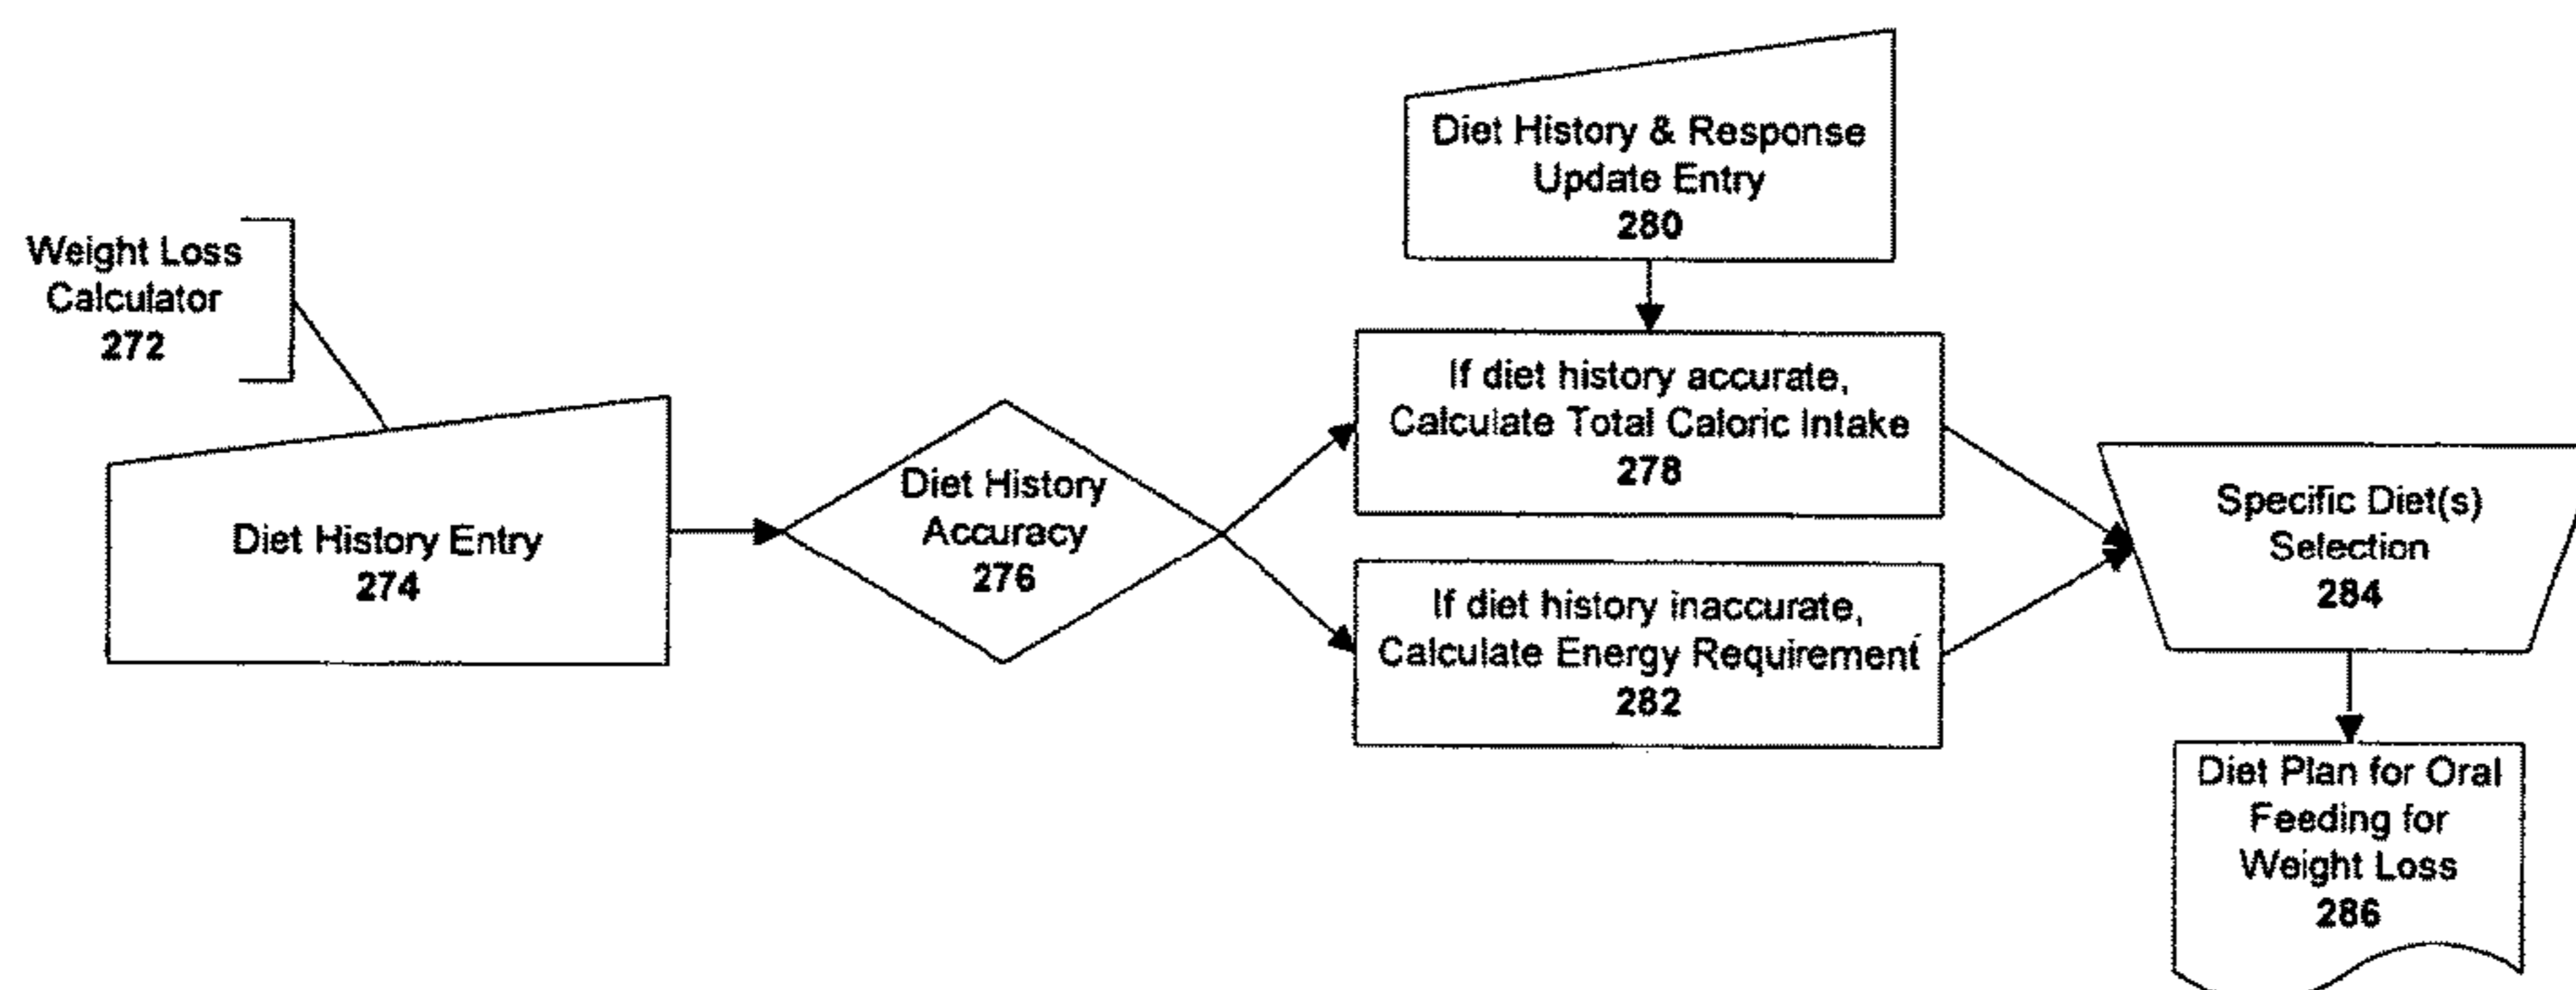 Weight Loss
Calculator
272
Diet History Entry
274
Diet History
Accuracy
276
Diet History & Response
Update Entry
280
If diet history accurate,
Calculate Total Caloric Intake
278
If diet history inaccurate,
Calculate Energy Requirement
282
Specific Diet(s)
Selection
284
Diet Plan for Oral
Feeding for
Weight Loss
286